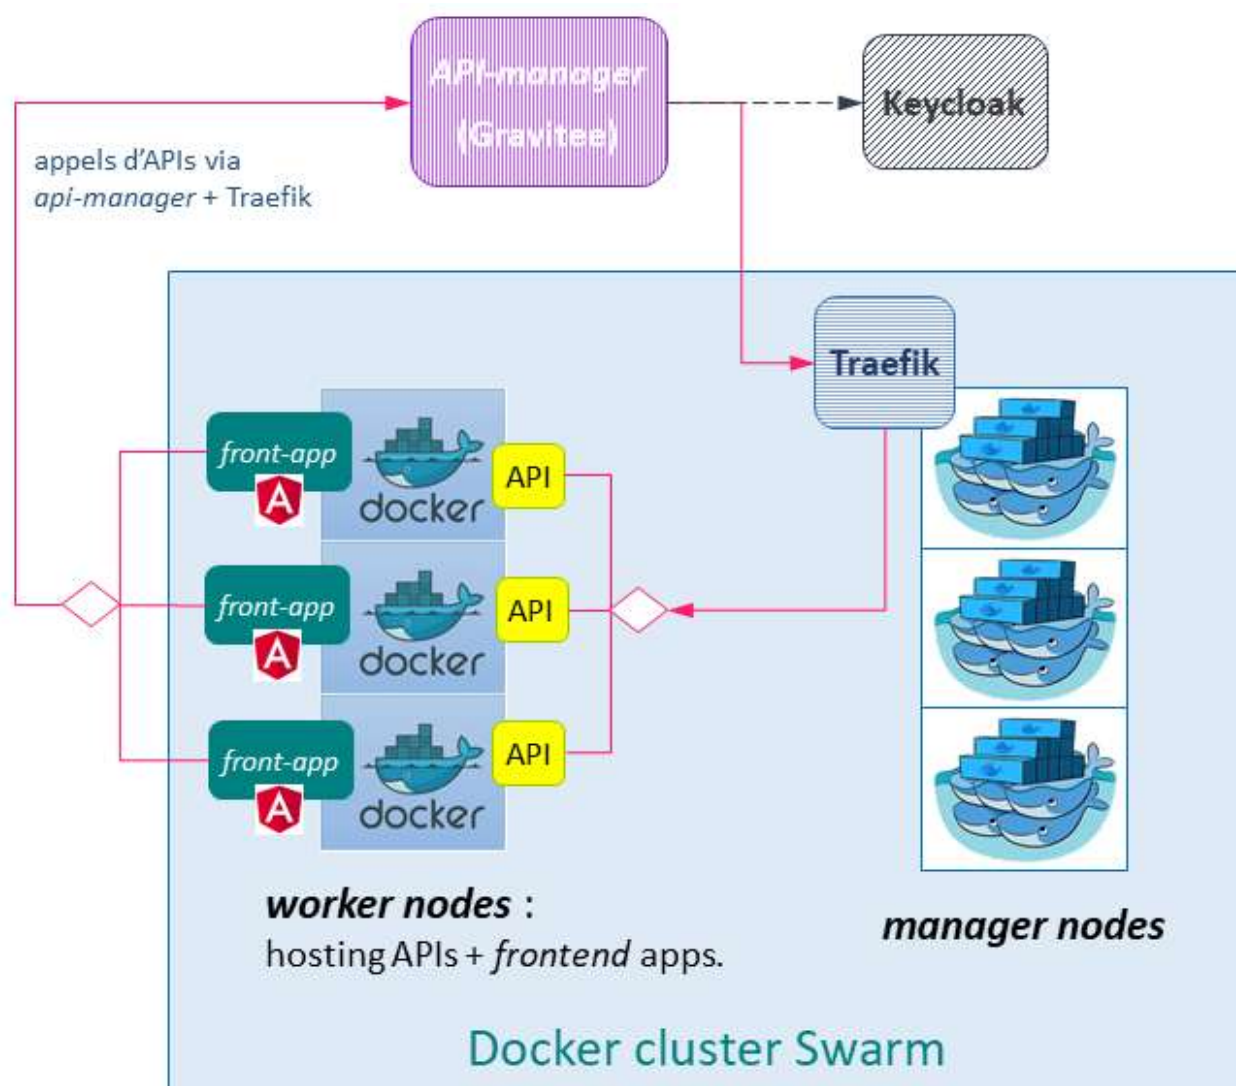 API-manager
(Gravitee)
Keycloak
appels d'APIs via
api-manager + Traefik
Traefik
front-app
A
docker
API
front-app
A
docker
API
front-app
A
docker
API
worker nodes :
hosting APIs + frontend apps.
manager nodes
Docker cluster Swarm